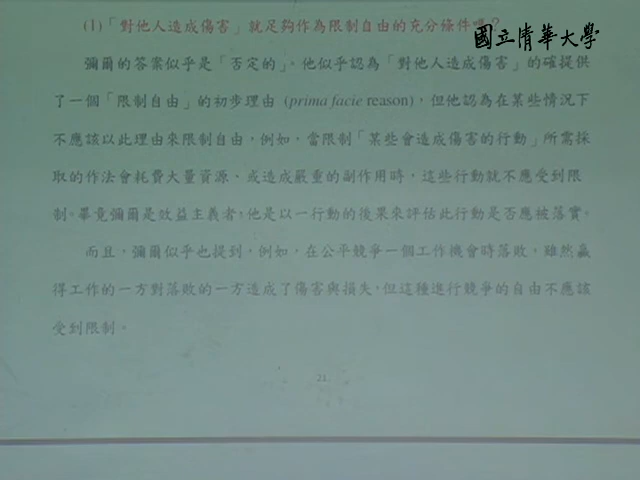 (1)「對他人造成傷害」就足夠作為限制自由的充分條件嗎？
國立清華大學
彌爾的答案似乎是「否定的」。他似乎認為「對他人造成傷害」的確提供
了一個「限制自由」的初步理由 (prima facie reason)，但他認為在某些情況下
不應該以此理由來限制自由，例如，當限制「某些會造成傷害的行動」所需採
取的作法會耗費大量資源、或造成嚴重的副作用時，這些行動就不應受到限
制。畢竟彌爾是效益主義者，他是以一行動的後果來評估此行動是否應被落實。
而且，彌爾似乎也提到，例如，在公平競爭一個工作機會時落敗。雖然贏
得工作的一方對落敗的一方造成了傷害與損失，但這種進行競爭的自由不應該
受到限制。
21